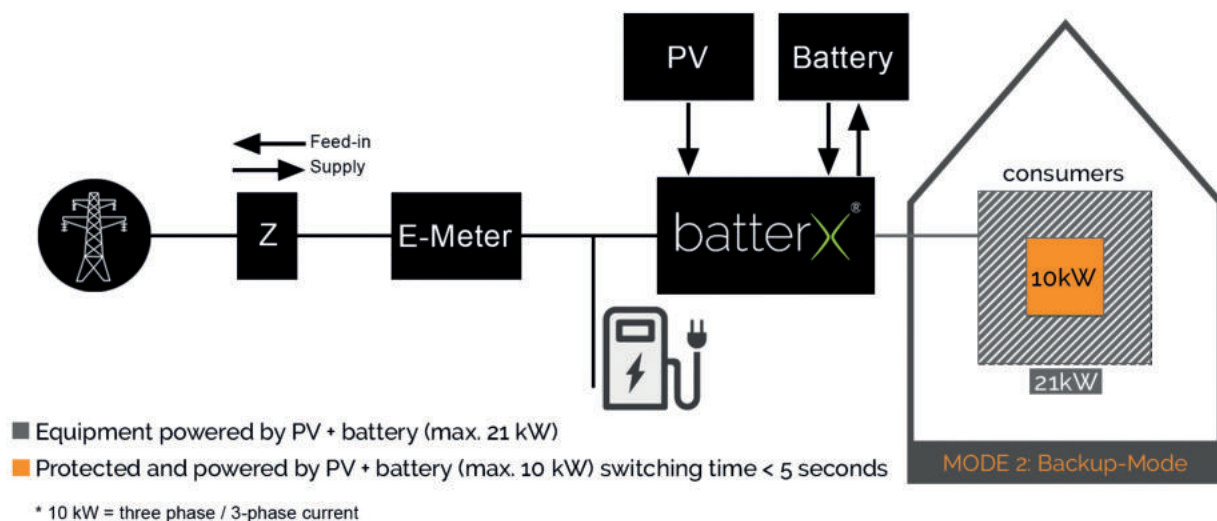 PV
Battery
Feed-in
Supply
consumers
Z
E-Meter
batterX®
10kW
21kW
Equipment powered by PV + battery (max. 21 kW)
Protected and powered by PV + battery (max. 10 kW) switching time < 5 seconds
MODE 2: Backup-Mode
* 10 kW = three phase / 3-phase current